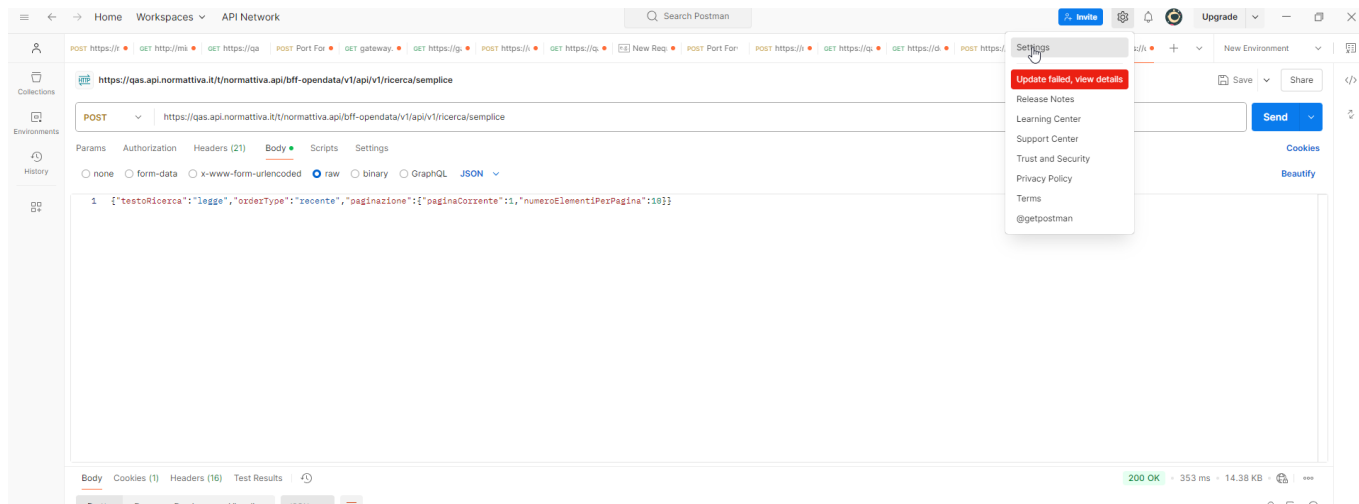 Home Workspaces API Network Search Postman Invite Upgrade
POST https://r GET http://mi GET https://qa POST Port For GET gateway. GET https://g. POST https://( GET https://q. New Req POST Port For POST https://( GET https://q. GET https://d POST https:/ New Environment
Settings
HTTP https://qas.api.normattiva.it/t/normattiva.api/bff-opendata/v1/api/v1/ricerca/semplice Save Share
Update failed, view details
Release Notes
Learning Center
Support Center
Trust and Security
Privacy Policy
Terms
@getpostman
Collections
Environments
History
POST https://qas.api.normattiva.it/t/normattiva.api/bff-opendata/v1/api/v1/ricerca/semplice Send
Params Authorization Headers (21) Body Scripts Settings Cookies
none form-data x-www-form-urlencoded raw binary GraphQL JSON Beautify
1 {"testoRicerca":"legge","orderType":"recente","paginazione":{"paginaCorrente":1,"numeroElementiPerPagina":10}}
Body Cookies (1) Headers (16) Test Results 200 OK 353 ms 14.38 KB